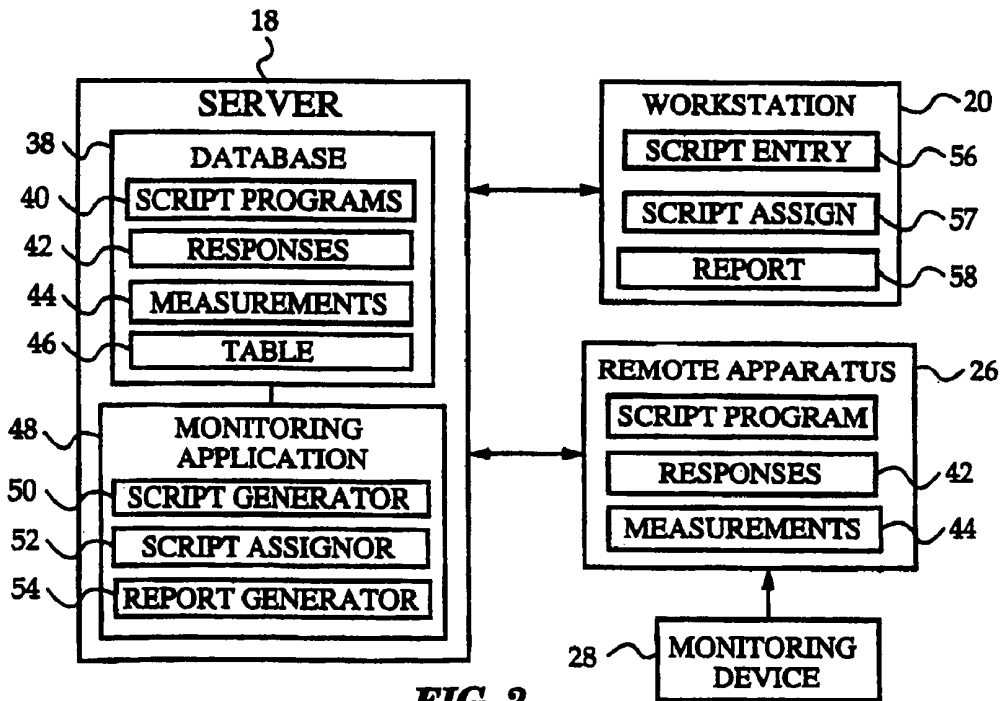 18
SERVER
38
DATABASE
40
SCRIPT PROGRAMS
42
RESPONSES
44
MEASUREMENTS
46
TABLE
48
MONITORING
APPLICATION
50
SCRIPT GENERATOR
52
SCRIPT ASSIGNOR
54
REPORT GENERATOR
WORKSTATION
20
SCRIPT ENTRY
56
SCRIPT ASSIGN
57
REPORT
58
REMOTE APPARATUS
26
SCRIPT PROGRAM
RESPONSES
42
MEASUREMENTS
44
28
MONITORING
DEVICE